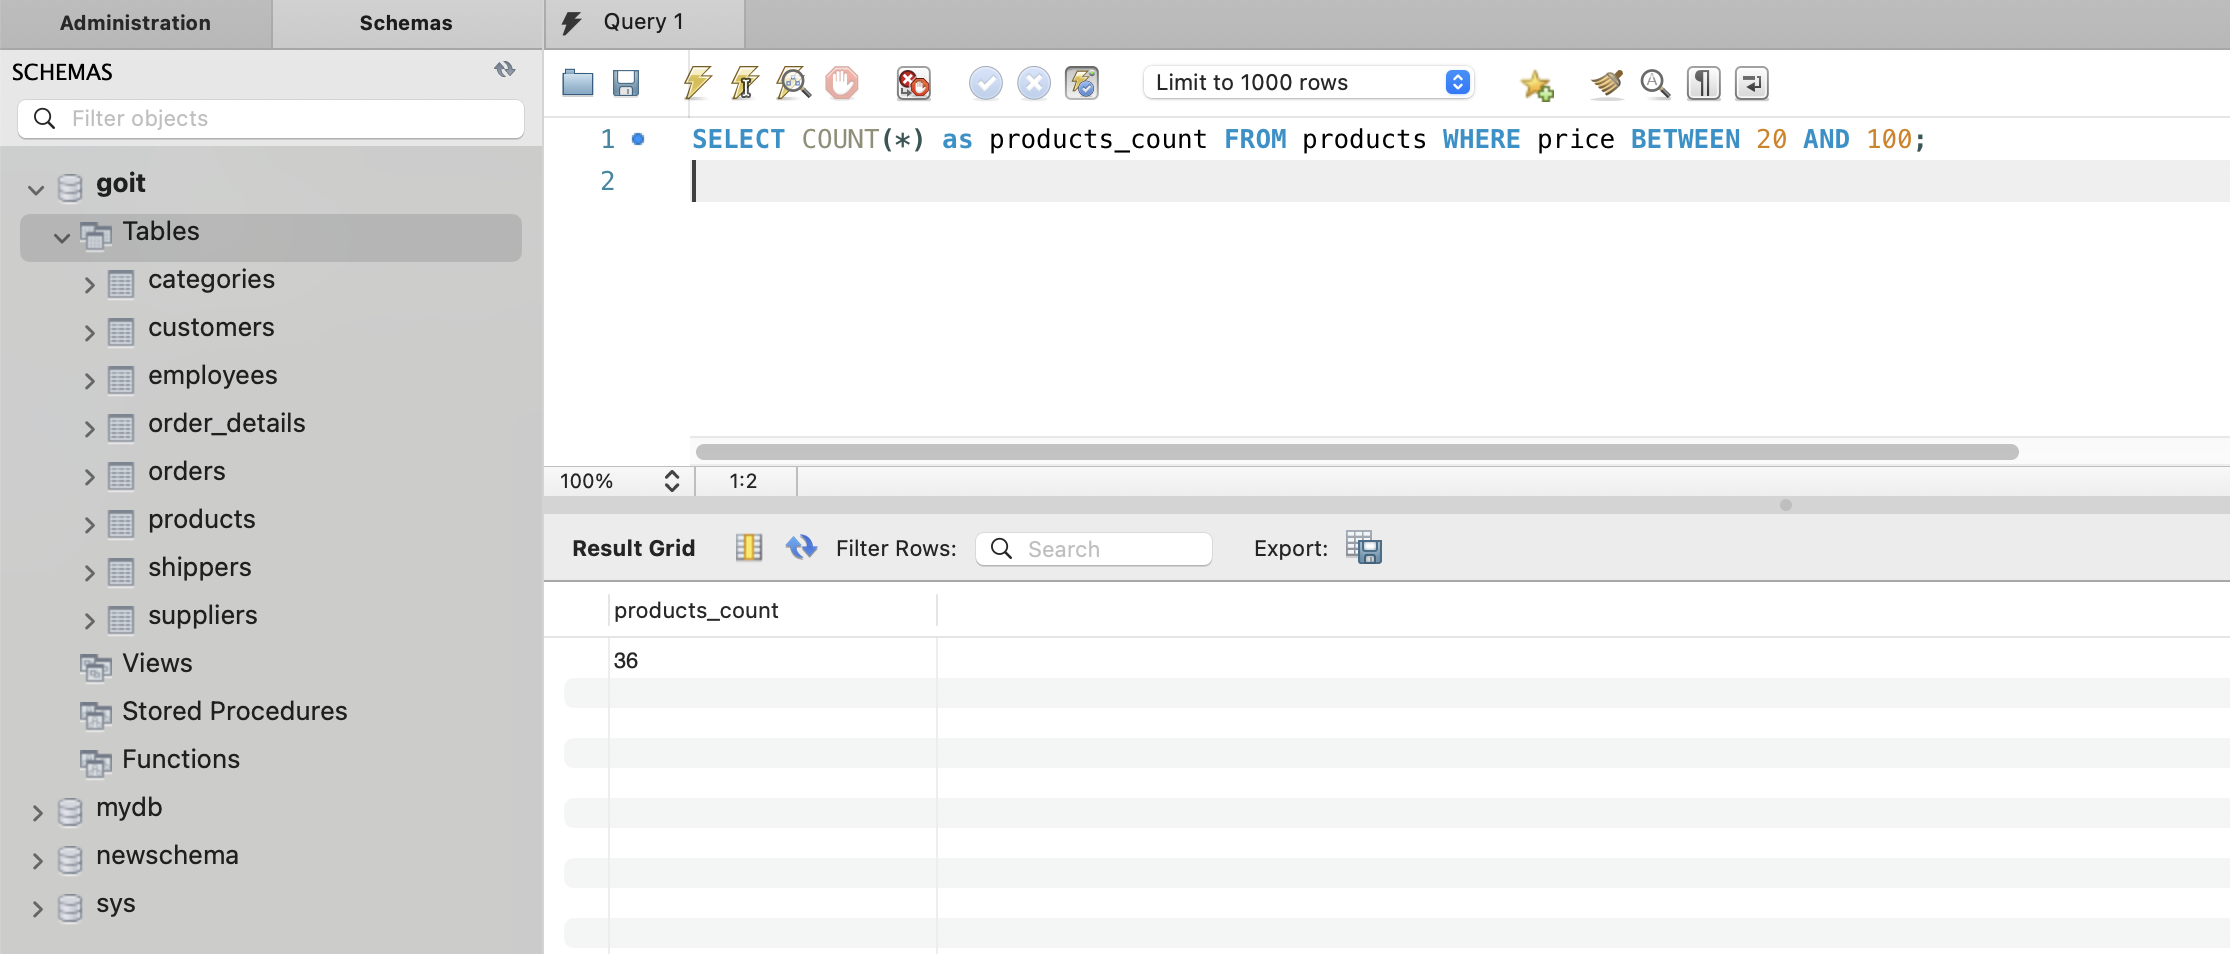 Administration
Schemas
Query 1
SCHEMAS
Filter objects
Limit to 1000 rows
1
SELECT COUNT(*) as products_count FROM products WHERE price BETWEEN 20 AND 100;
2
goit
Tables
categories
customers
employees
order_details
orders
products
shippers
suppliers
Views
Stored Procedures
Functions
mydb
newschema
sys
100%
1:2
Result Grid
Filter Rows:
Search
Export:
products_count
36